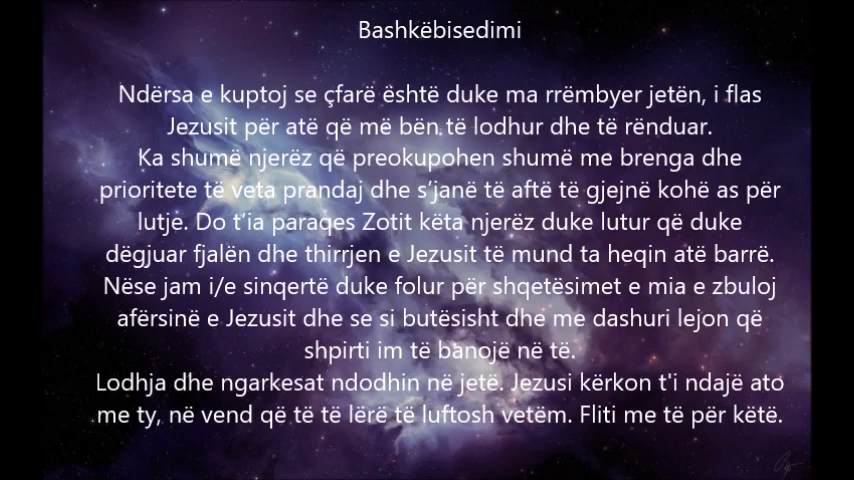 Bashkëbisedimi
Ndërsa e kuptoj se çfarë është duke ma rrëmbyer jetën, i flas
Jezusit për atë që më bën të lodhur dhe të rënduar.
Ka shumë njerëz që preokupohen shumë me brenga dhe
prioritete të veta prandaj dhe s’janë të aftë të gjejnë kohë as për
lutje. Do t’ia paraqes Zotit këta njerëz duke lutur që duke
dëgjuar fjalën dhe thirrjen e Jezusit të mund ta heqin atë barrë.
Nëse jam i/e sinqertë duke folur për shqetësimet e mia e zbuloj
afërsinë e Jezusit dhe se si butësisht dhe me dashuri lejon që
shpirti im të banojë në të.
Lodhja dhe ngarkesat ndodhin në jetë. Jezusi kërkon t'i ndajë ato
me ty, në vend që të të lërë të luftosh vetëm. Fliti me të për këtë.